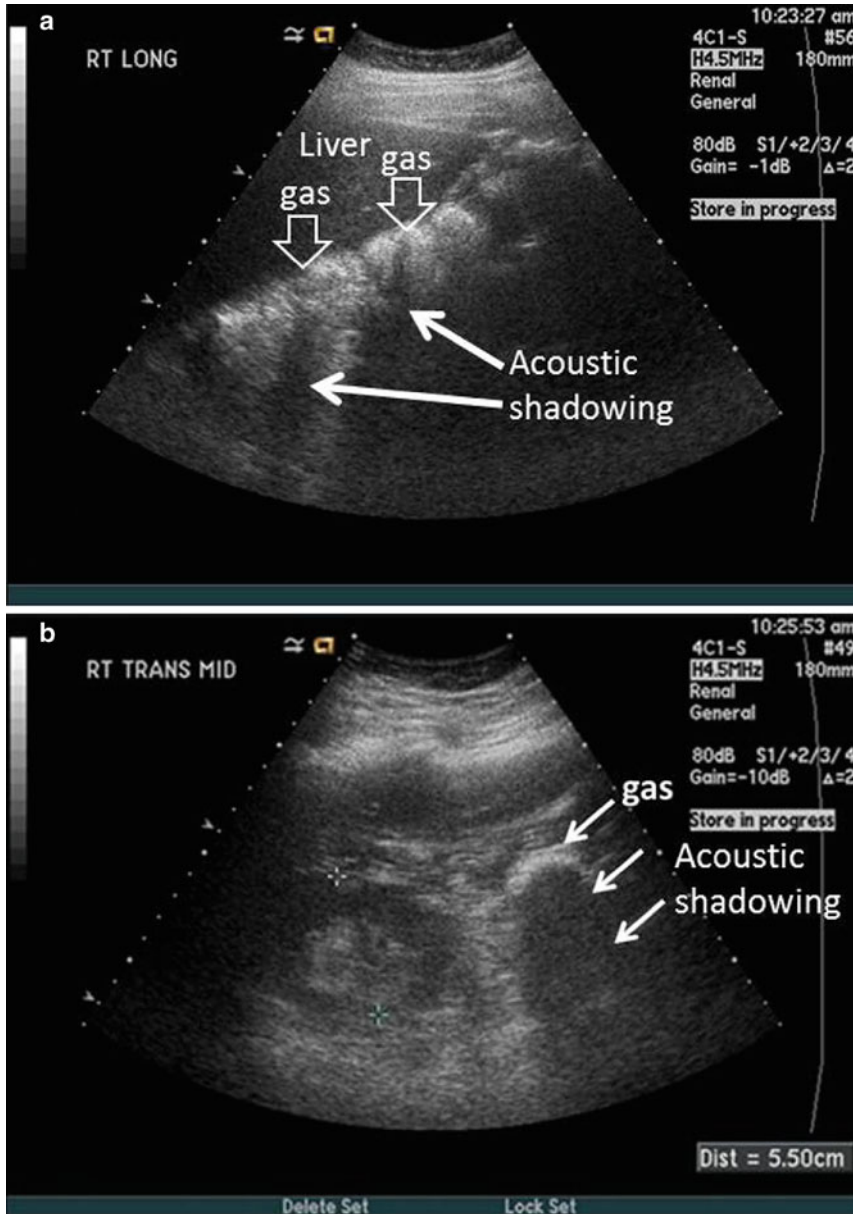 a
10:23:27 am
RT LONG
4C1-S #56
H4.5MHz 180mm
Renal
General
80dB S1/+2/3/4
Gain= -1dB Δ=2
Store in progress
Liver
gas
gas
Acoustic
shadowing
b
10:25:53 am
RT TRANS MID
4C1-S #49
H4.5MHz 180mm
Renal
General
80dB S1/+2/3/4
Gain=-10dB Δ=2
Store in progress
gas
Acoustic
shadowing
Dist = 5.50cm
Delete Set Lock Set